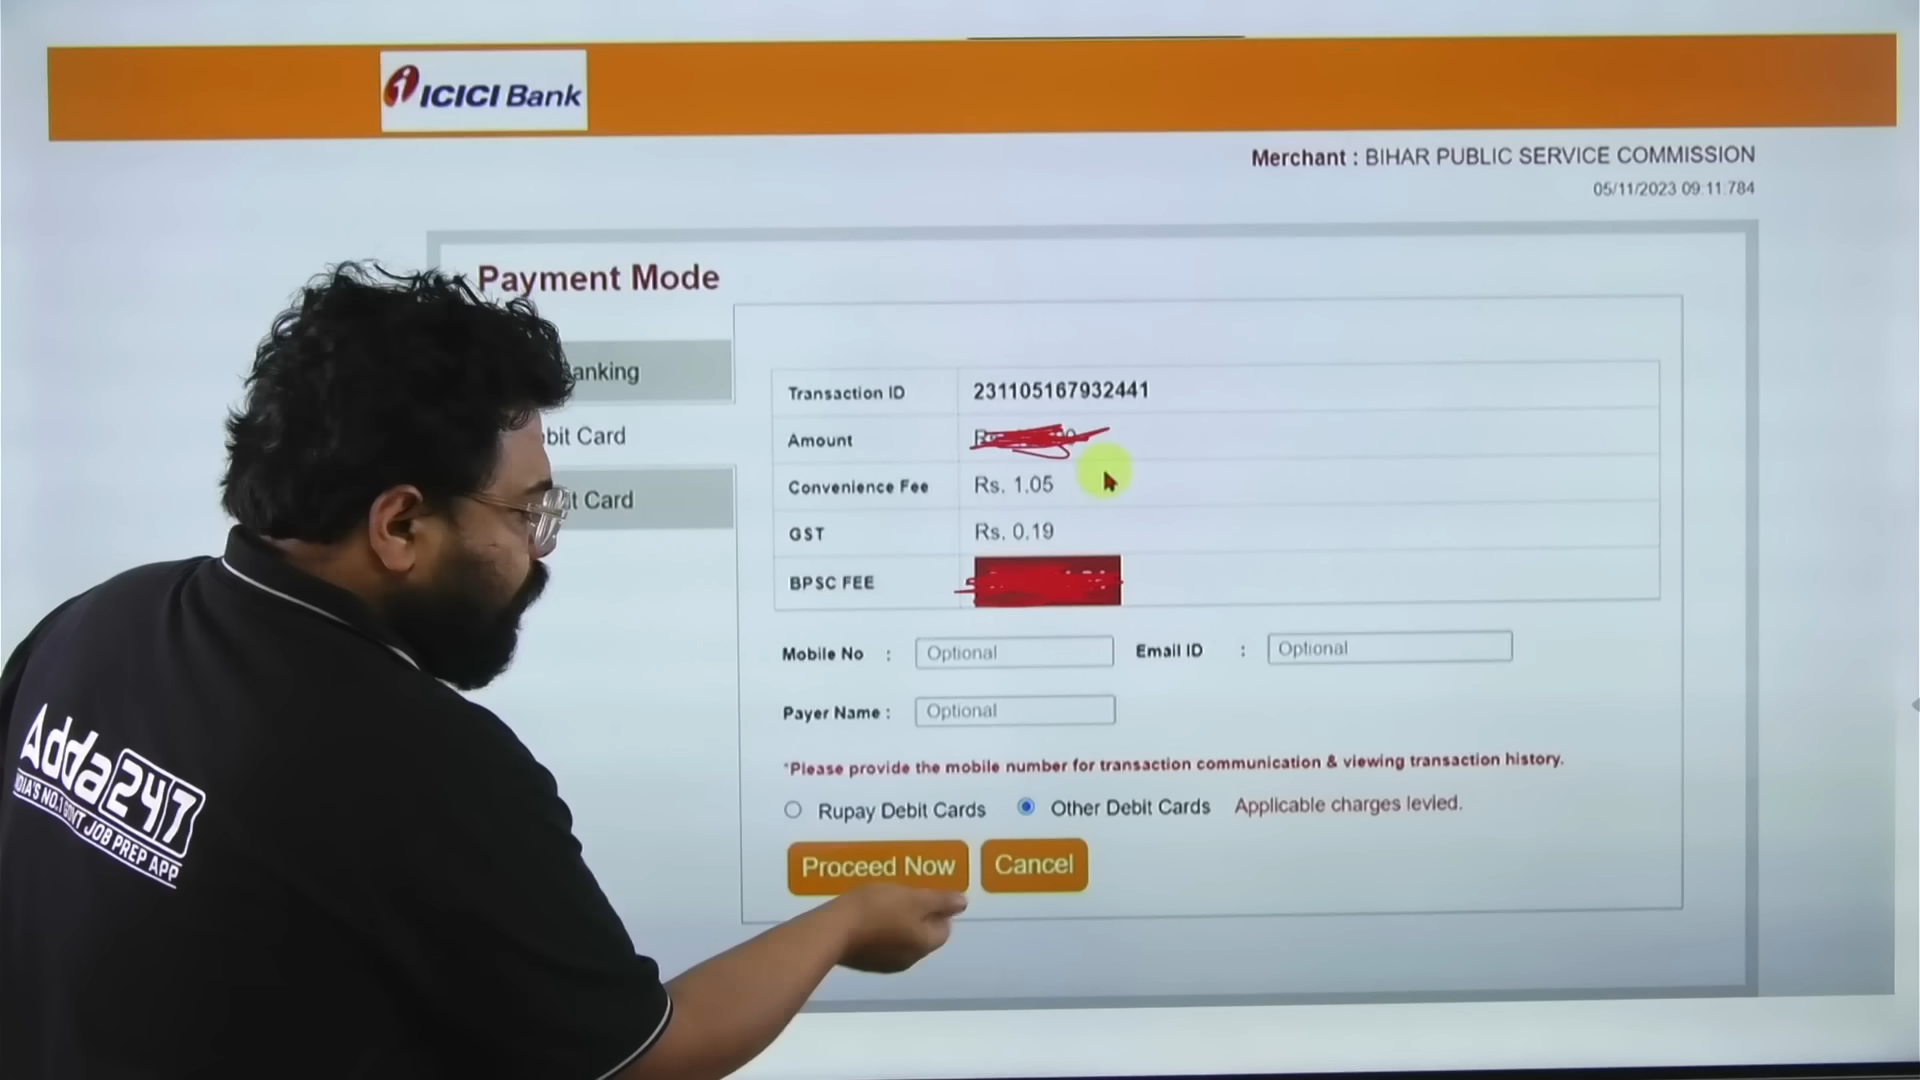 ICICI Bank
Merchant : BIHAR PUBLIC SERVICE COMMISSION
05/11/2023 09:11:784
Payment Mode
anking
bit Card
t Card
Transaction ID 231105167932441
Amount
Convenience Fee Rs. 1.05
GST Rs. 0.19
BPSC FEE
Mobile No : Optional Email ID : Optional
Payer Name : Optional
*Please provide the mobile number for transaction communication & viewing transaction history.
Rupay Debit Cards Other Debit Cards Applicable charges levied.
Proceed Now Cancel
Adda247
INDIA'S NO.1 GOVT JOB PREP APP